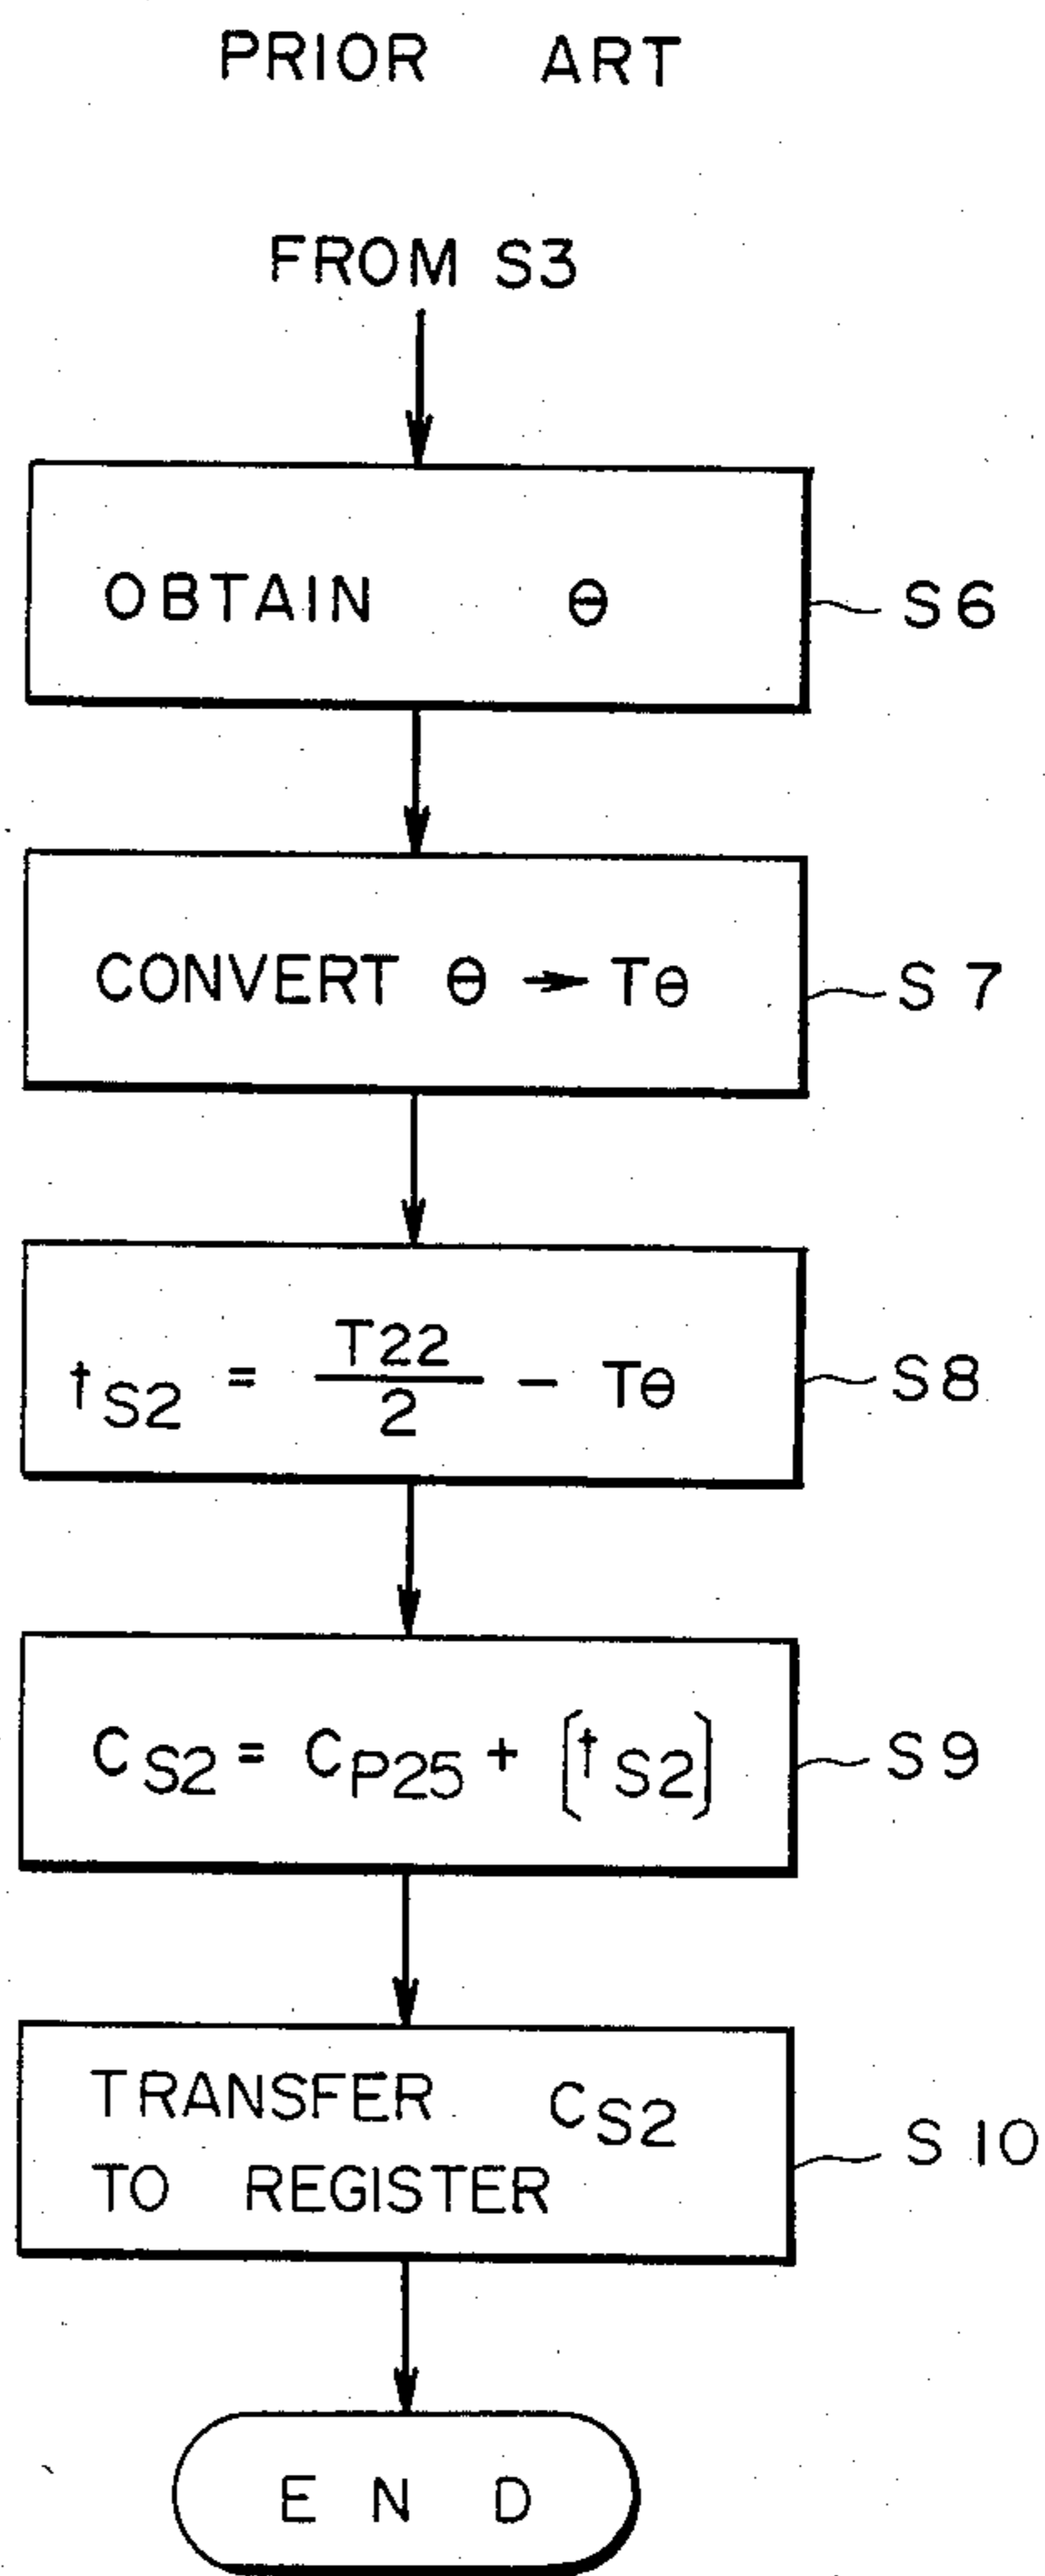 PRIOR ART
FROM S3
OBTAIN θ
S6
CONVERT θ → Tθ
S7
tS2 = T22/2 - Tθ
S8
CS2 = CP25 + [tS2]
S9
TRANSFER CS2
TO REGISTER
S10
END